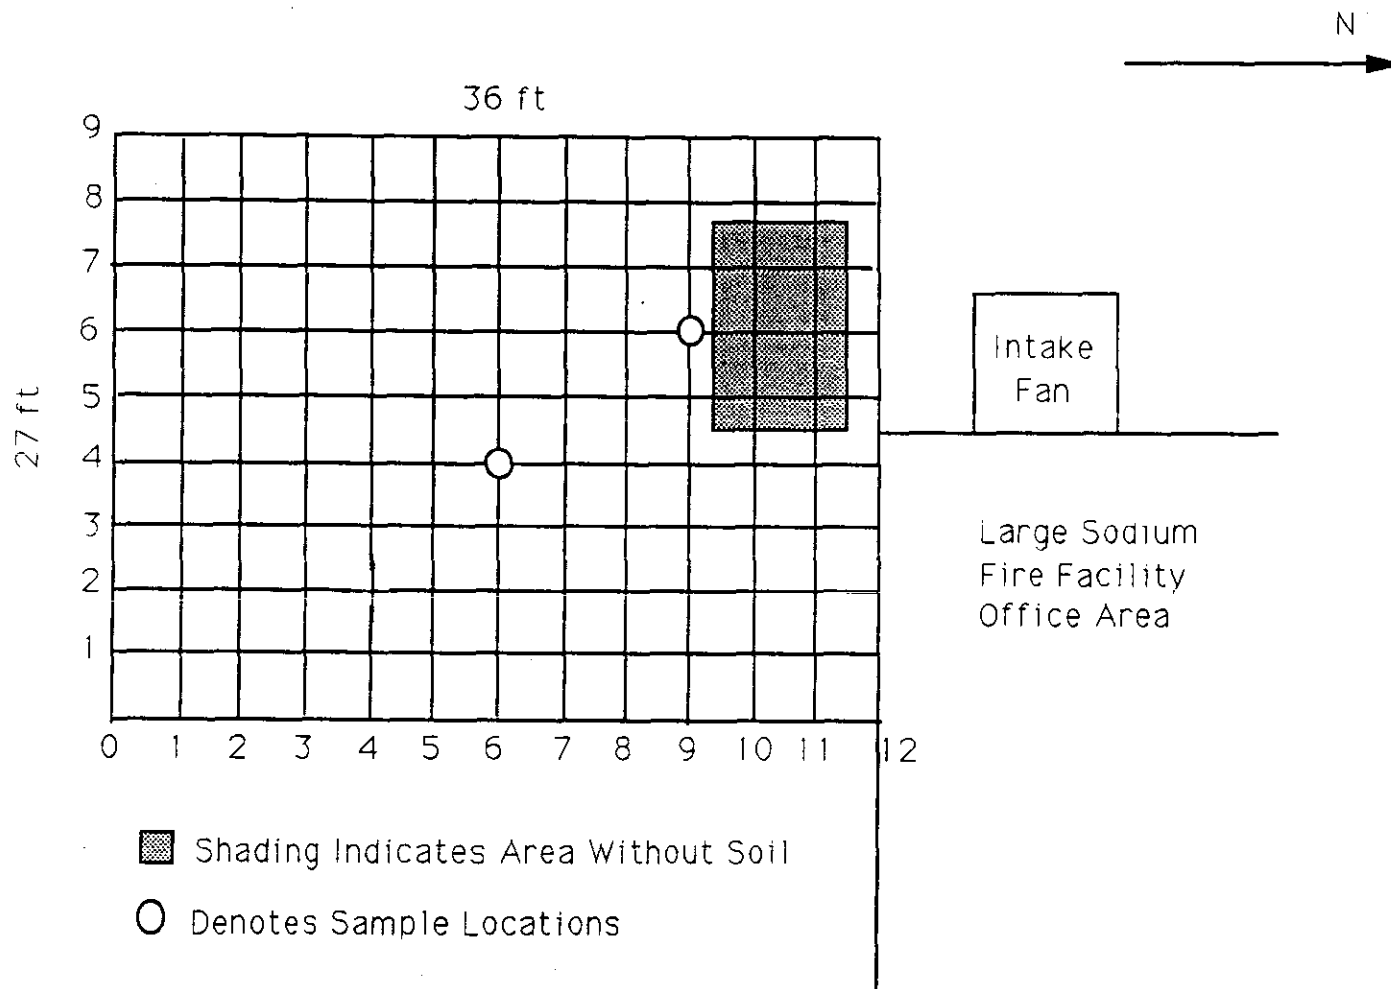 N
36 ft
9
8
7
6
5
4
3
2
1
27 ft
Intake
Fan
Large Sodium
Fire Facility
Office Area
0 1 2 3 4 5 6 7 8 9 10 11 12
Shading Indicates Area Without Soil
Denotes Sample Locations